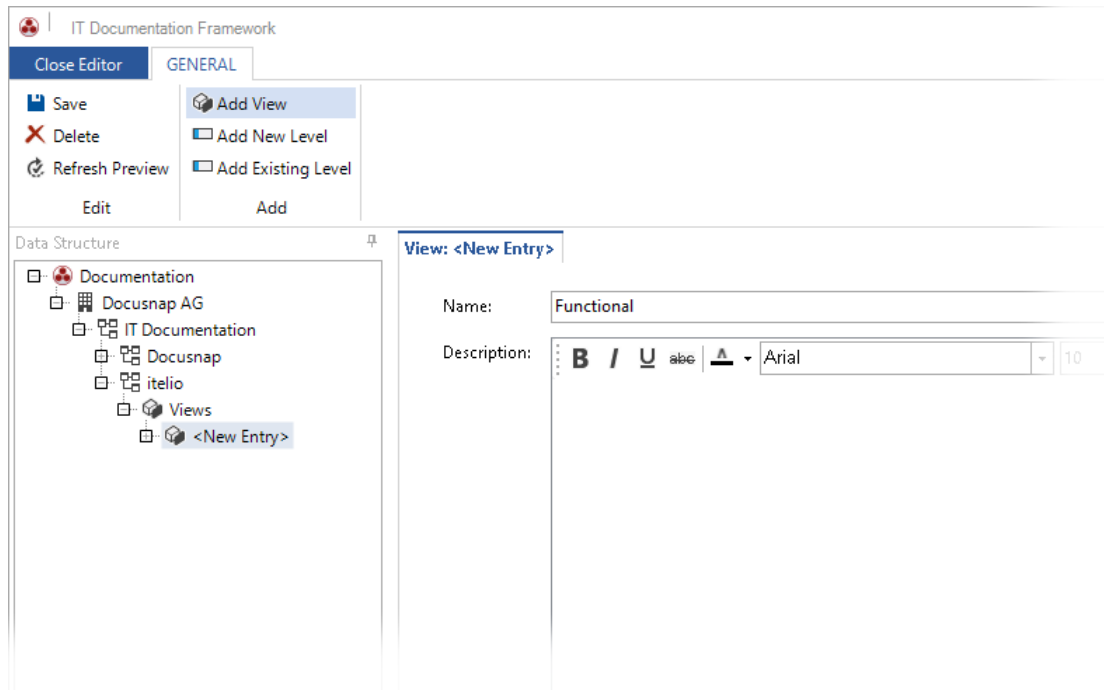 IT Documentation Framework
Close Editor GENERAL
Save Add View
Delete Add New Level
Refresh Preview Add Existing Level
Edit Add
Data Structure
Documentation
Docusnap AG
IT Documentation
Docusnap
itelio
Views
<New Entry>
View: <New Entry>
Name: Functional
Description: B I U abc A Arial 10